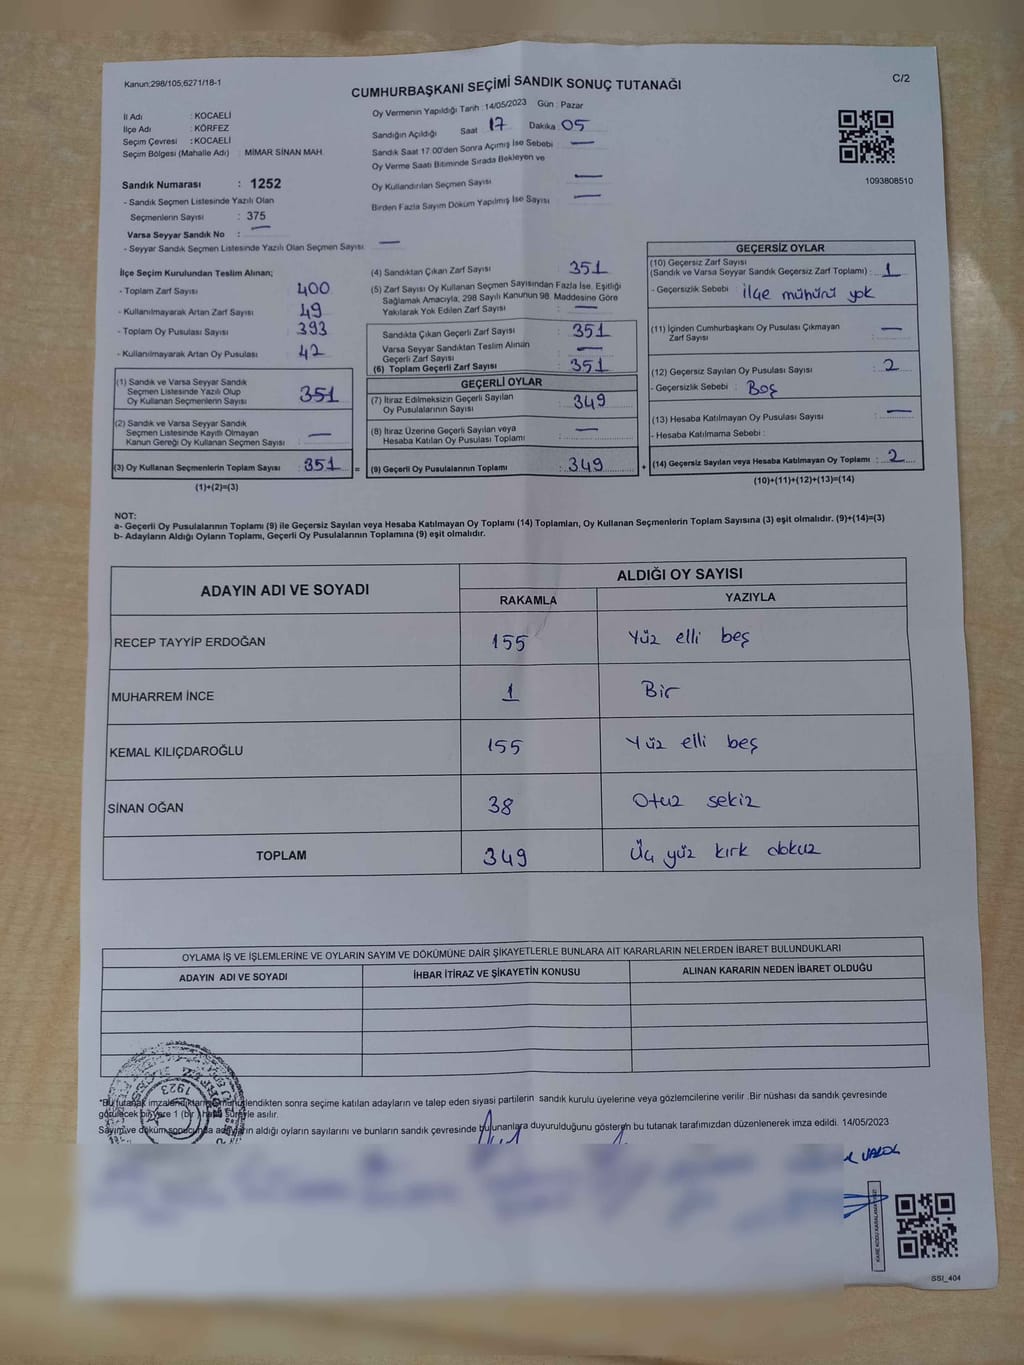 Kanun:298/105,6271/18-1
C/2
CUMHURBAŞKANI SEÇİMİ SANDIK SONUÇ TUTANAĞI
İl Adı : KOCAELİ
İlçe Adı : KÖRFEZ
Seçim Çevresi : KOCAELİ
Seçim Bölgesi (Mahalle Adı) : MİMAR SİNAN MAH.
Sandık Numarası : 1252
- Sandık Seçmen Listesinde Yazılı Olan
Seçmenlerin Sayısı : 375
Varsa Seyyar Sandık No : —
- Seyyar Sandık Seçmen Listesinde Yazılı Olan Seçmen Sayısı : —
Oy Vermenin Yapıldığı Tarih : 14/05/2023 Gün : Pazar
Sandığın Açıldığı Saat 17 Dakika : 05
Sandık Saat 17.00'den Sonra Açmış İse Sebebi : —
Oy Verme Saati Bitiminde Sırada Bekleyen ve
Oy Kullandırılan Seçmen Sayısı —
Birden Fazla Sayım Döküm Yapılmış İse Sayısı —
1093808510
İlçe Seçim Kurulundan Teslim Alınan;
- Toplam Zarf Sayısı : 400
- Kullanılmayarak Artan Zarf Sayısı : 49
- Toplam Oy Pusulası Sayısı : 393
- Kullanılmayarak Artan Oy Pusulası : 42
(1) Sandık ve Varsa Seyyar Sandık
Seçmen Listesinde Yazılı Olup
Oy Kullanan Seçmenlerin Sayısı : 351
(2) Sandık ve Varsa Seyyar Sandık
Seçmen Listesinde Kayıtlı Olmayan
Kanun Gereği Oy Kullanan Seçmen Sayısı : —
(3) Oy Kullanan Seçmenlerin Toplam Sayısı : 351 =
(1)+(2)=(3)
(4) Sandıktan Çıkan Zarf Sayısı : 351
(5) Zarf Sayısı Oy Kullanan Seçmen Sayısından Fazla İse, Eşitliği
Sağlamak Amacıyla, 298 Sayılı Kanunun 98. Maddesine Göre
Yakılarak Yok Edilen Zarf Sayısı : —
Sandıkta Çıkan Geçerli Zarf Sayısı : 351
Varsa Seyyar Sandıktan Teslim Alınan
Geçerli Zarf Sayısı : —
(6) Toplam Geçerli Zarf Sayısı : 351
GEÇERLİ OYLAR
(7) İtiraz Edilmeksizin Geçerli Sayılan
Oy Pusulalarının Sayısı : 349
(8) İtiraz Üzerine Geçerli Sayılan veya
Hesaba Katılan Oy Pusulası Toplamı : —
(9) Geçerli Oy Pusulalarının Toplamı : 349 +
GEÇERSİZ OYLAR
(10) Geçersiz Zarf Sayısı
(Sandık ve Varsa Seyyar Sandık Geçersiz Zarf Toplamı) : 1
- Geçersizlik Sebebi : İlçe mühürü yok
(11) İçinden Cumhurbaşkanı Oy Pusulası Çıkmayan
Zarf Sayısı : —
(12) Geçersiz Sayılan Oy Pusulası Sayısı : 2
- Geçersizlik Sebebi : Boş
(13) Hesaba Katılmayan Oy Pusulası Sayısı : —
- Hesaba Katılmama Sebebi :
(14) Geçersiz Sayılan veya Hesaba Katılmayan Oy Toplamı : 2
(10)+(11)+(12)+(13)=(14)
NOT:
a- Geçerli Oy Pusulalarının Toplamı (9) ile Geçersiz Sayılan veya Hesaba Katılmayan Oy Toplamı (14) Toplamları, Oy Kullanan Seçmenlerin Toplam Sayısına (3) eşit olmalıdır. (9)+(14)=(3)
b- Adayların Aldığı Oyların Toplamı, Geçerli Oy Pusulalarının Toplamına (9) eşit olmalıdır.
ADAYIN ADI VE SOYADI
ALDIĞI OY SAYISI
RAKAMLA YAZIYLA
RECEP TAYYİP ERDOĞAN 155 Yüz elli beş
MUHARREM İNCE 1 Bir
KEMAL KILIÇDAROĞLU 155 Yüz elli beş
SİNAN OĞAN 38 Otuz sekiz
TOPLAM 349 Üç yüz kırk dokuz
OYLAMA İŞ VE İŞLEMLERİNE VE OYLARIN SAYIM VE DÖKÜMÜNE DAİR ŞİKAYETLERLE BUNLARA AİT KARARLARIN NELERDEN İBARET BULUNDUKLARI
ADAYIN ADI VE SOYADI İHBAR İTİRAZ VE ŞİKAYETİN KONUSU ALINAN KARARIN NEDEN İBARET OLDUĞU
1923
*Bu tutanak imzalandıktan mühürlendikten sonra seçime katılan adayların ve talep eden siyasi partilerin sandık kurulu üyelerine veya gözlemcilerine verilir .Bir nüshası da sandık çevresinde
görülecek bir yere 1 (bir) hafta süreyle asılır.
Sayım ve döküm sonucunda adayların aldığı oyların sayılarını ve bunların sandık çevresinde bulunanlara duyurulduğunu gösteren bu tutanak tarafımızdan düzenlenerek imza edildi. 14/05/2023
SSI_404